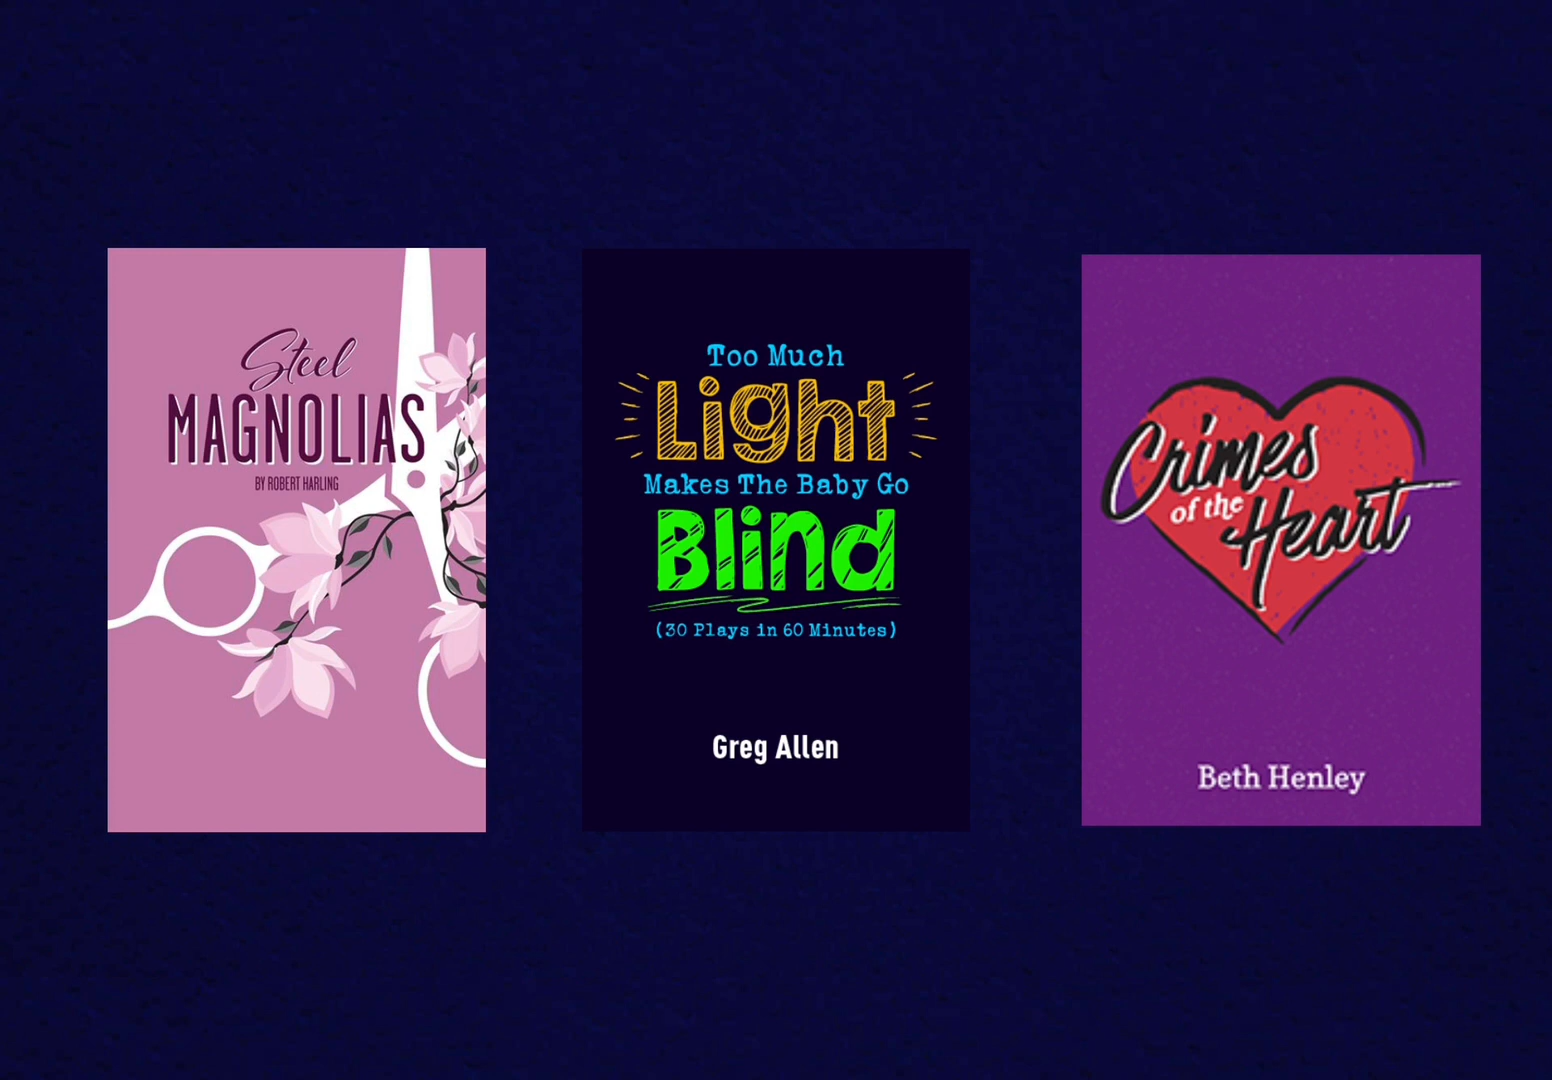 Steel
MAGNOLIAS
BY ROBERT HARLING
Too Much
Light
Makes The Baby Go
Blind
(30 Plays in 60 Minutes)
Greg Allen
Crimes
of the
Heart
Beth Henley